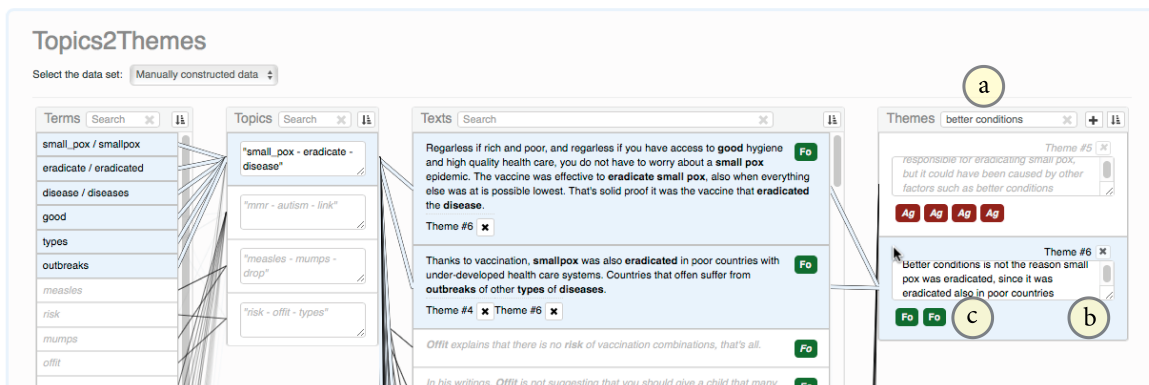 Topics2Themes
Select the data set: Manually constructed data
a
Terms Search
small_pox / smallpox
eradicate / eradicated
disease / diseases
good
types
outbreaks
measles
risk
mumps
offit
Topics Search
"small_pox - eradicate -
disease"
"mmr - autism - link"
"measles - mumps -
drop"
"risk - offit - types"
Texts Search
Regarless if rich and poor, and regarless if you have access to good hygiene
and high quality health care, you do not have to worry about a small pox
epidemic. The vaccine was effective to eradicate small pox, also when everything
else was at is possible lowest. That's solid proof it was the vaccine that eradicated
the disease.
Fo
Theme #6
Thanks to vaccination, smallpox was also eradicated in poor countries with
under-developed health care systems. Countries that offen suffer from
outbreaks of other types of diseases.
Fo
Theme #4 Theme #6
Offit explains that there is no risk of vaccination combinations, that's all.
Fo
In his writings, Offit is not suggesting that you should give a child that many
Fo
Themes better conditions
Theme #5
responsible for eradicating small pox,
but it could have been caused by other
factors such as better conditions
Ag Ag Ag Ag
Theme #6
Better conditions is not the reason small
pox was eradicated, since it was
eradicated also in poor countries
Fo Fo
c
b